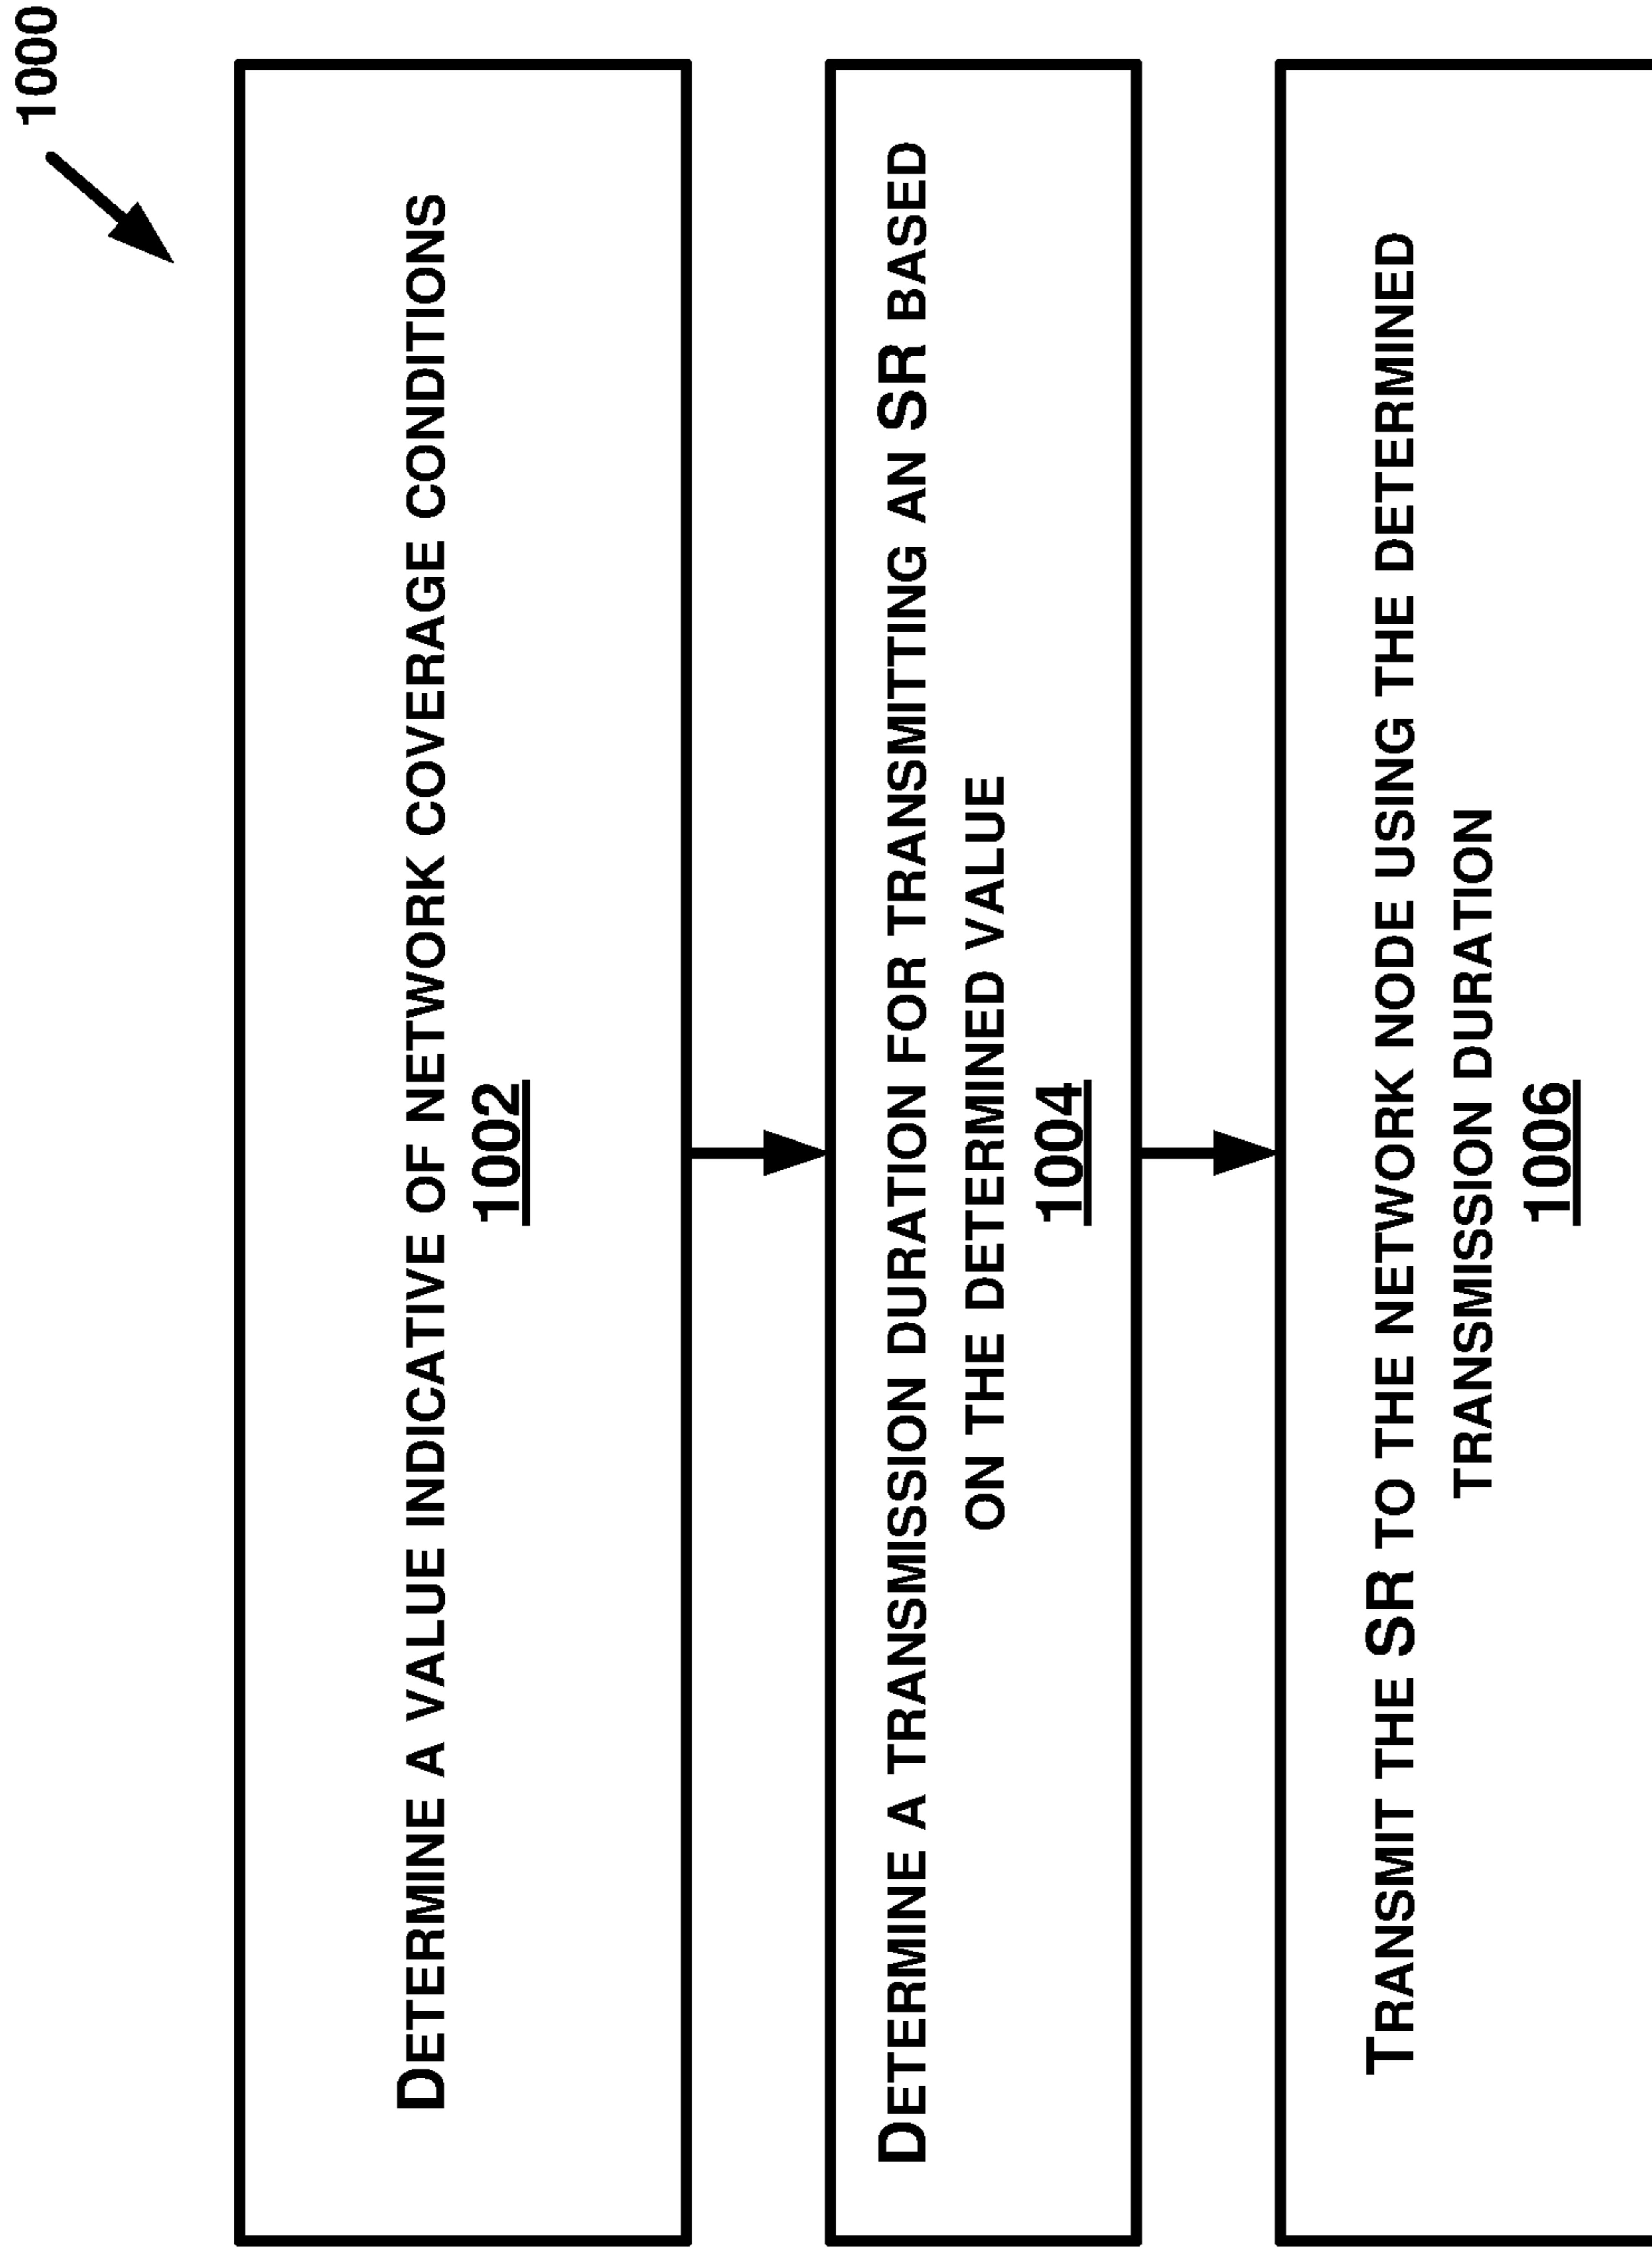 1000
DETERMINE A VALUE INDICATIVE OF NETWORK COVERAGE CONDITIONS
1002
DETERMINE A TRANSMISSION DURATION FOR TRANSMITTING AN SR BASED
ON THE DETERMINED VALUE
1004
TRANSMIT THE SR TO THE NETWORK NODE USING THE DETERMINED
TRANSMISSION DURATION
1006